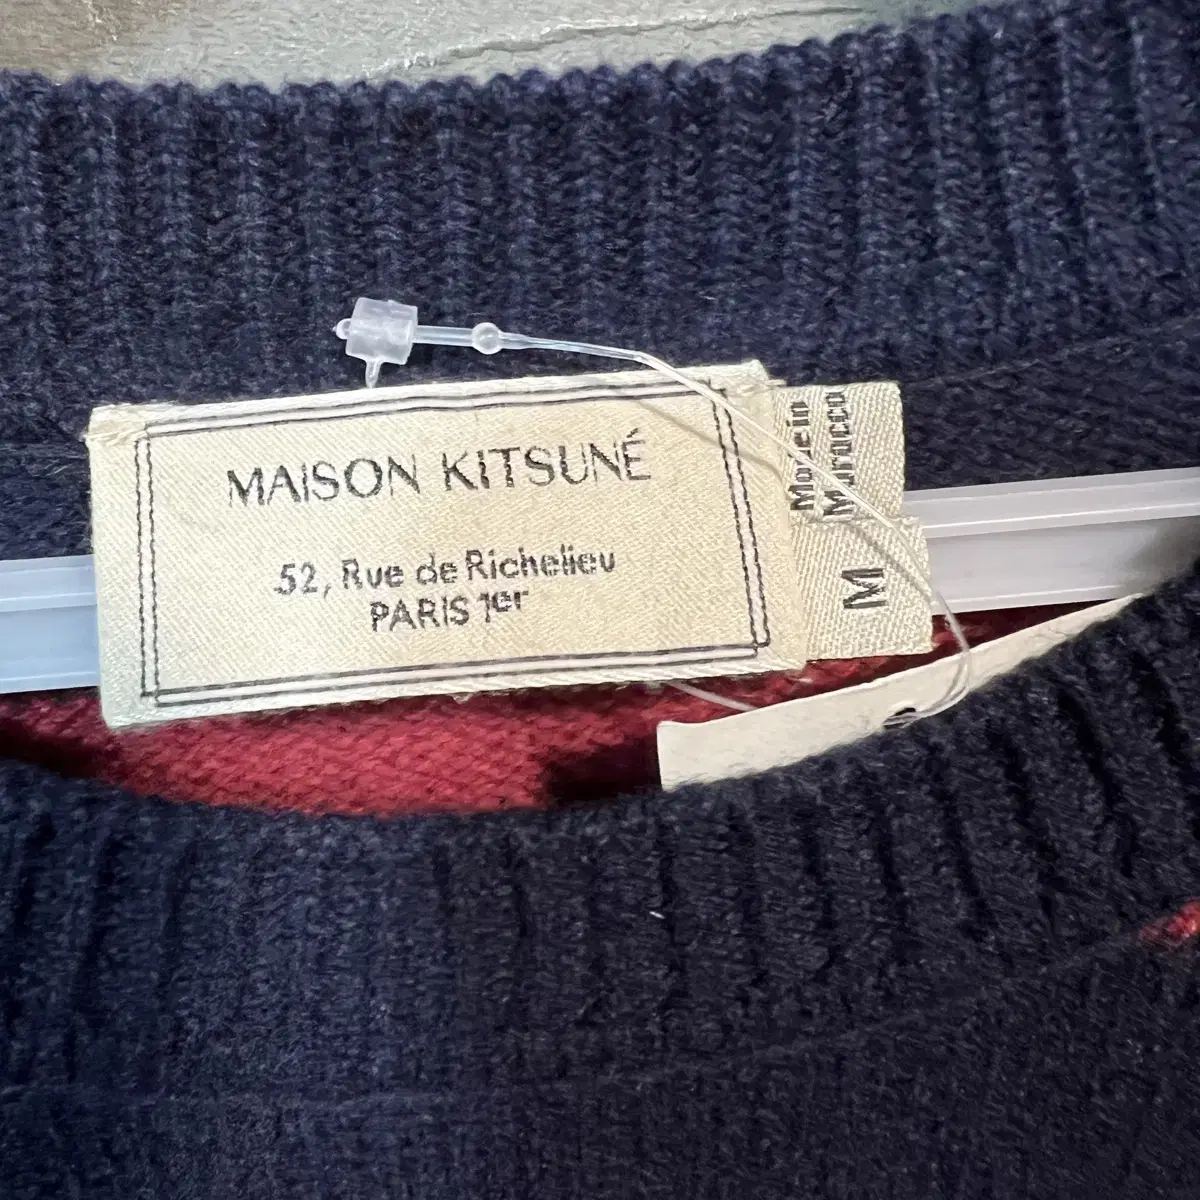 MAISON KITSUNÉ
52, Rue de Richelieu
PARIS 1er
Made in
Morocco
M